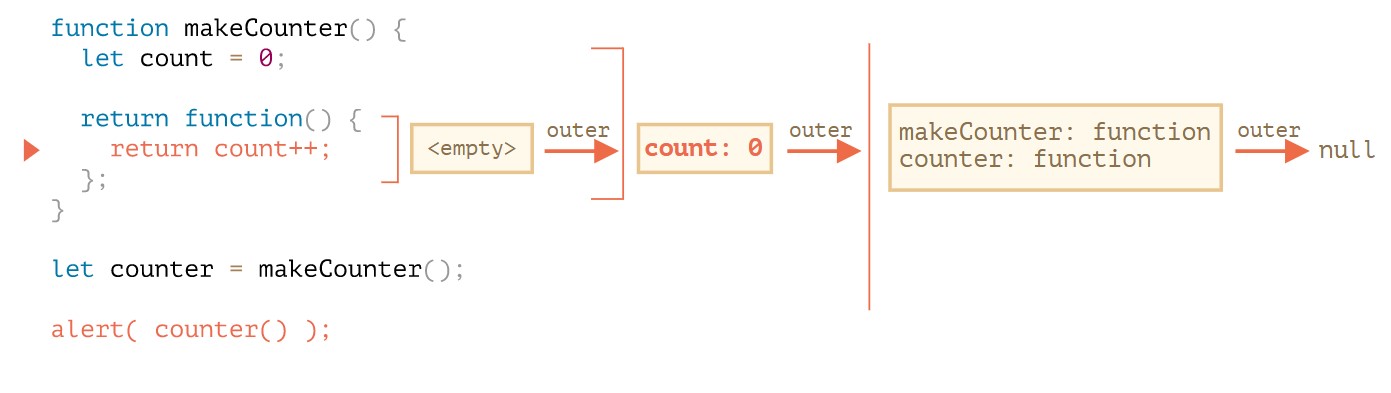 function makeCounter() {
let count = 0;
return function() {
return count++;
};
}
let counter = makeCounter();
alert( counter() );
<empty>
outer
count: 0
outer
makeCounter: function
counter: function
outer
null